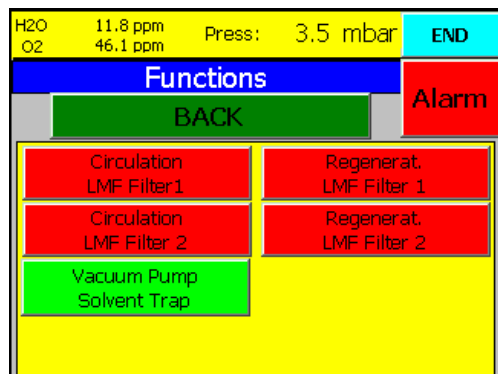 H2O 11.8 ppm Press: 3.5 mbar END
O2 46.1 ppm
Functions
Alarm
BACK
Circulation
LMF Filter1
Regenerat.
LMF Filter 1
Circulation
LMF Filter 2
Regenerat.
LMF Filter 2
Vacuum Pump
Solvent Trap